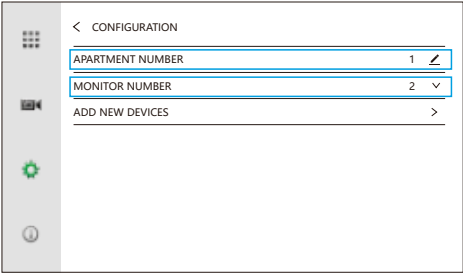 CONFIGURATION
APARTMENT NUMBER 1
MONITOR NUMBER 2
ADD NEW DEVICES